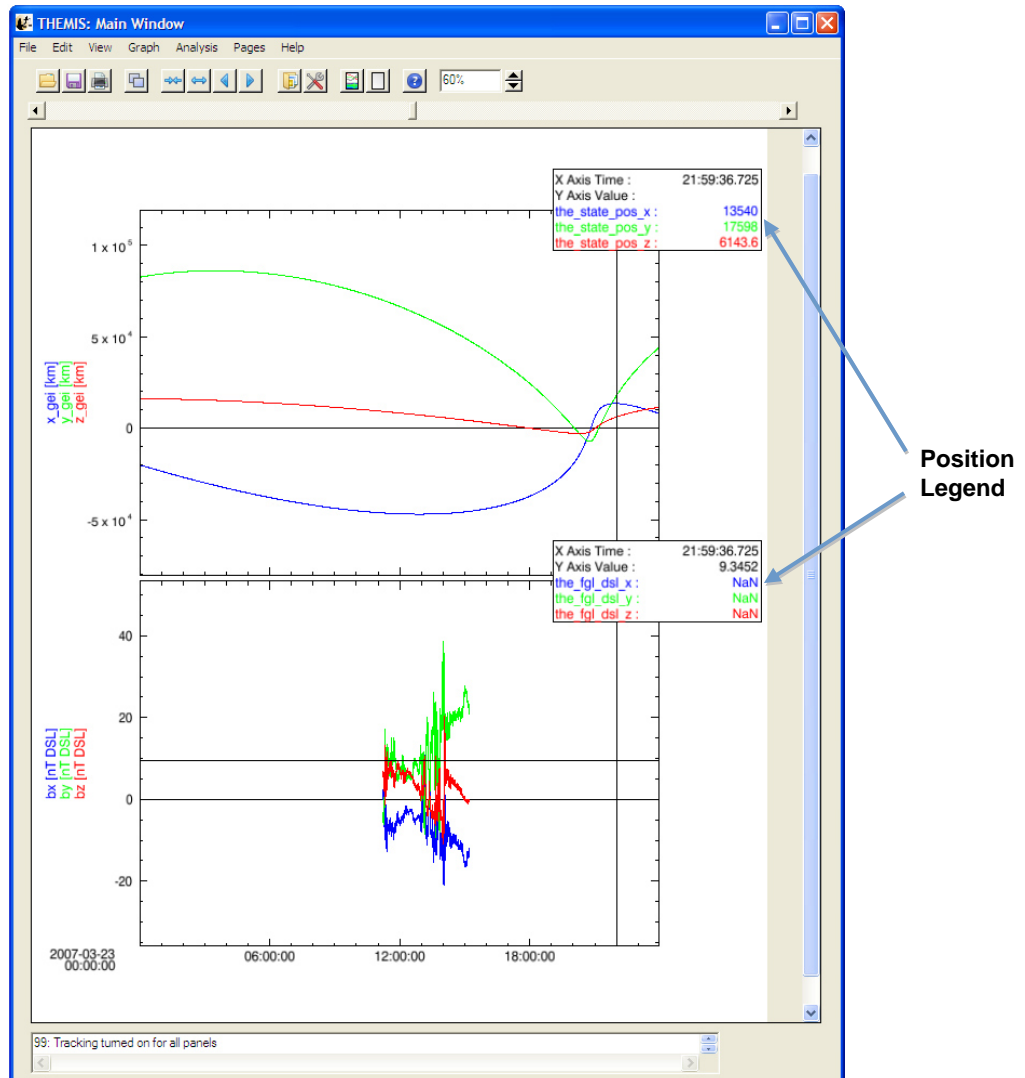 THEMIS: Main Window
File Edit View Graph Analysis Pages Help
60%
X Axis Time : 21:59:36.725
Y Axis Value :
the_state_pos_x : 13540
the_state_pos_y : 17598
the_state_pos_z : 6143.6
1 x 10^5
5 x 10^4
0
-5 x 10^4
x_gei [km]
y_gei [km]
z_gei [km]
Position
Legend
X Axis Time : 21:59:36.725
Y Axis Value : 9.3452
the_fgl_dsl_x : NaN
the_fgl_dsl_y : NaN
the_fgl_dsl_z : NaN
40
20
0
-20
bx [nT DSL]
by [nT DSL]
bz [nT DSL]
2007-03-23
00:00:00
06:00:00 12:00:00 18:00:00
99: Tracking turned on for all panels